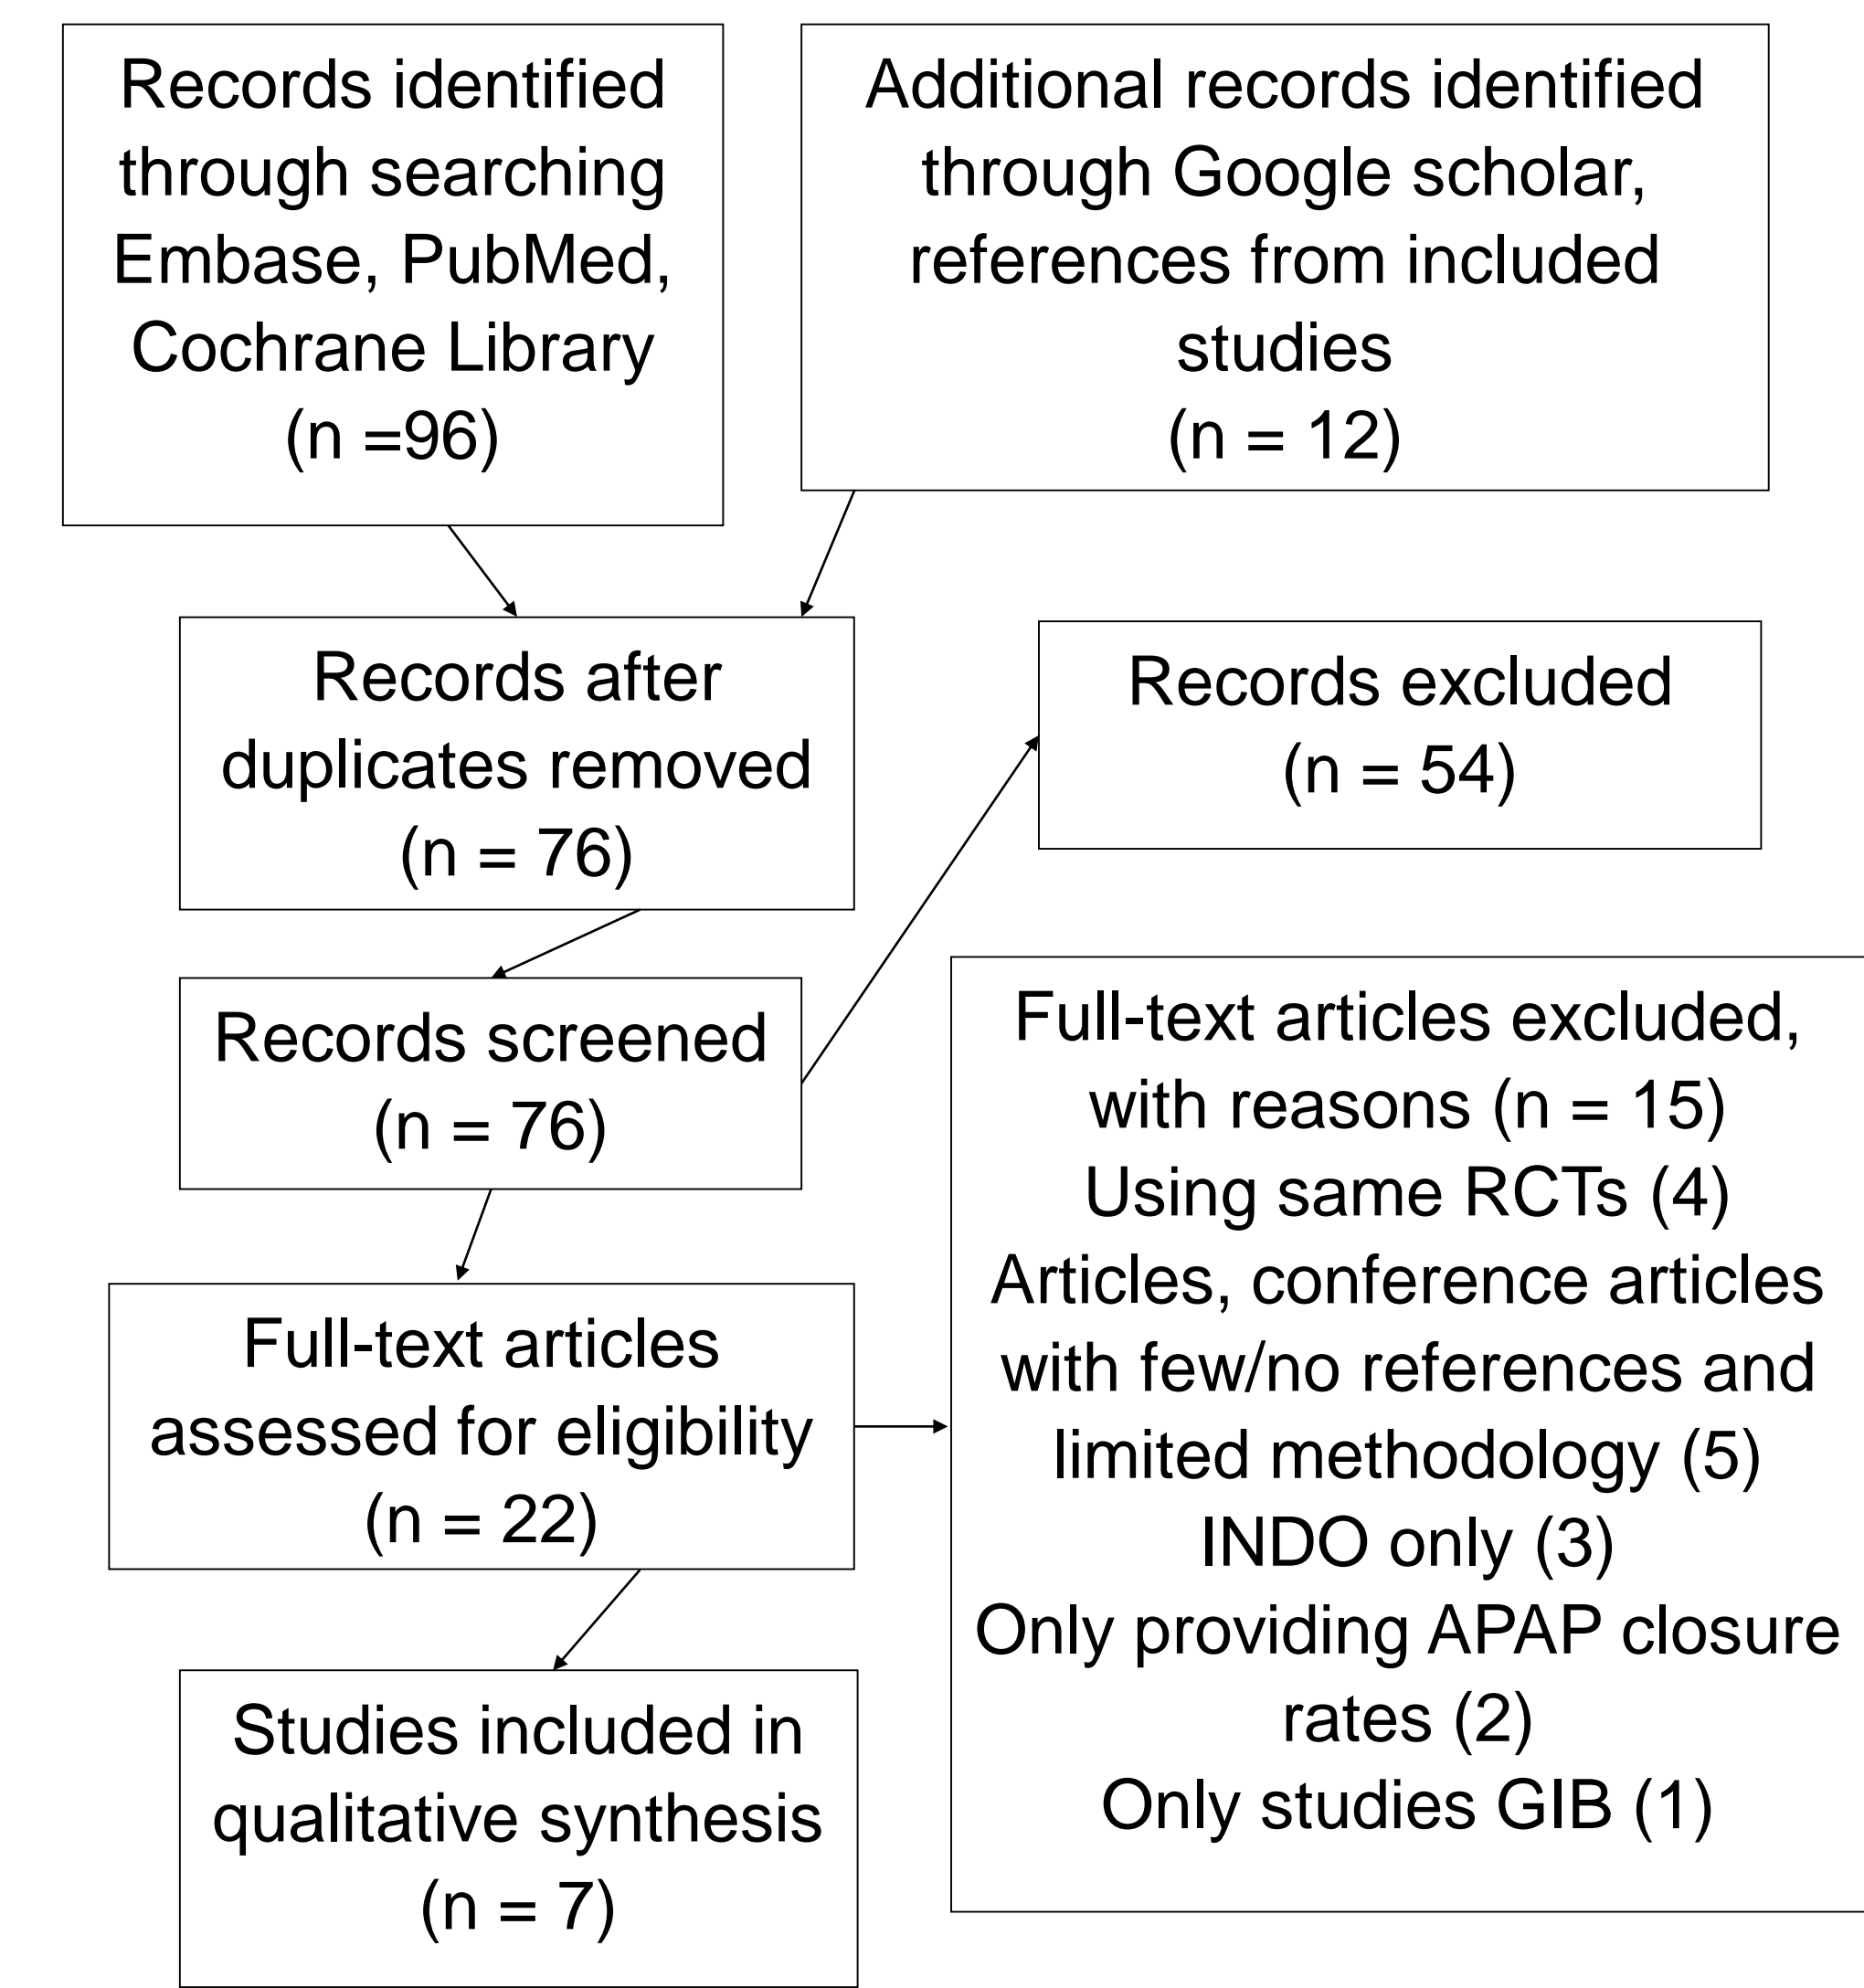 Records identified
through searching
Embase, PubMed,
Cochrane Library
(n =96)
Additional records identified
through Google scholar,
references from included
studies
(n = 12)
Records after
duplicates removed
(n = 76)
Records excluded
(n = 54)
Records screened
(n = 76)
Full-text articles excluded,
with reasons (n = 15)
Using same RCTs (4)
Articles, conference articles
with few/no references and
limited methodology (5)
INDO only (3)
Only providing APAP closure
rates (2)
Only studies GIB (1)
Full-text articles
assessed for eligibility
(n = 22)
Studies included in
qualitative synthesis
(n = 7)